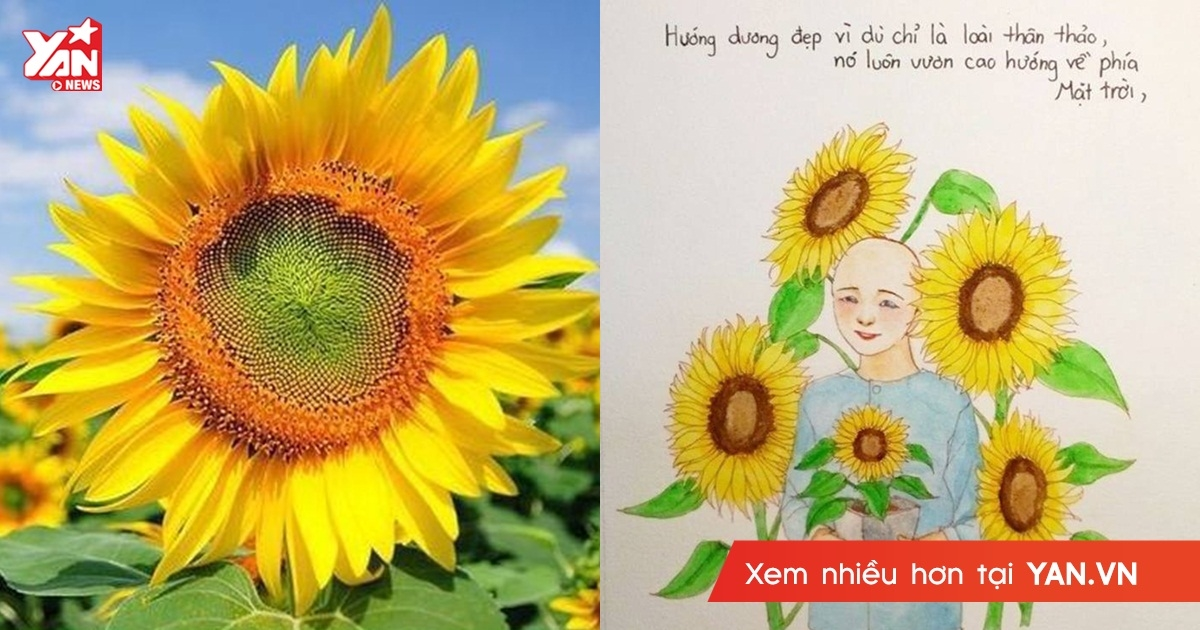 YAN
NEWS
Hướng dương đẹp vì dù chỉ là loài thân thảo,
nó luôn vươn cao hướng về phía
Mặt trời,
Xem nhiều hơn tại YAN.VN